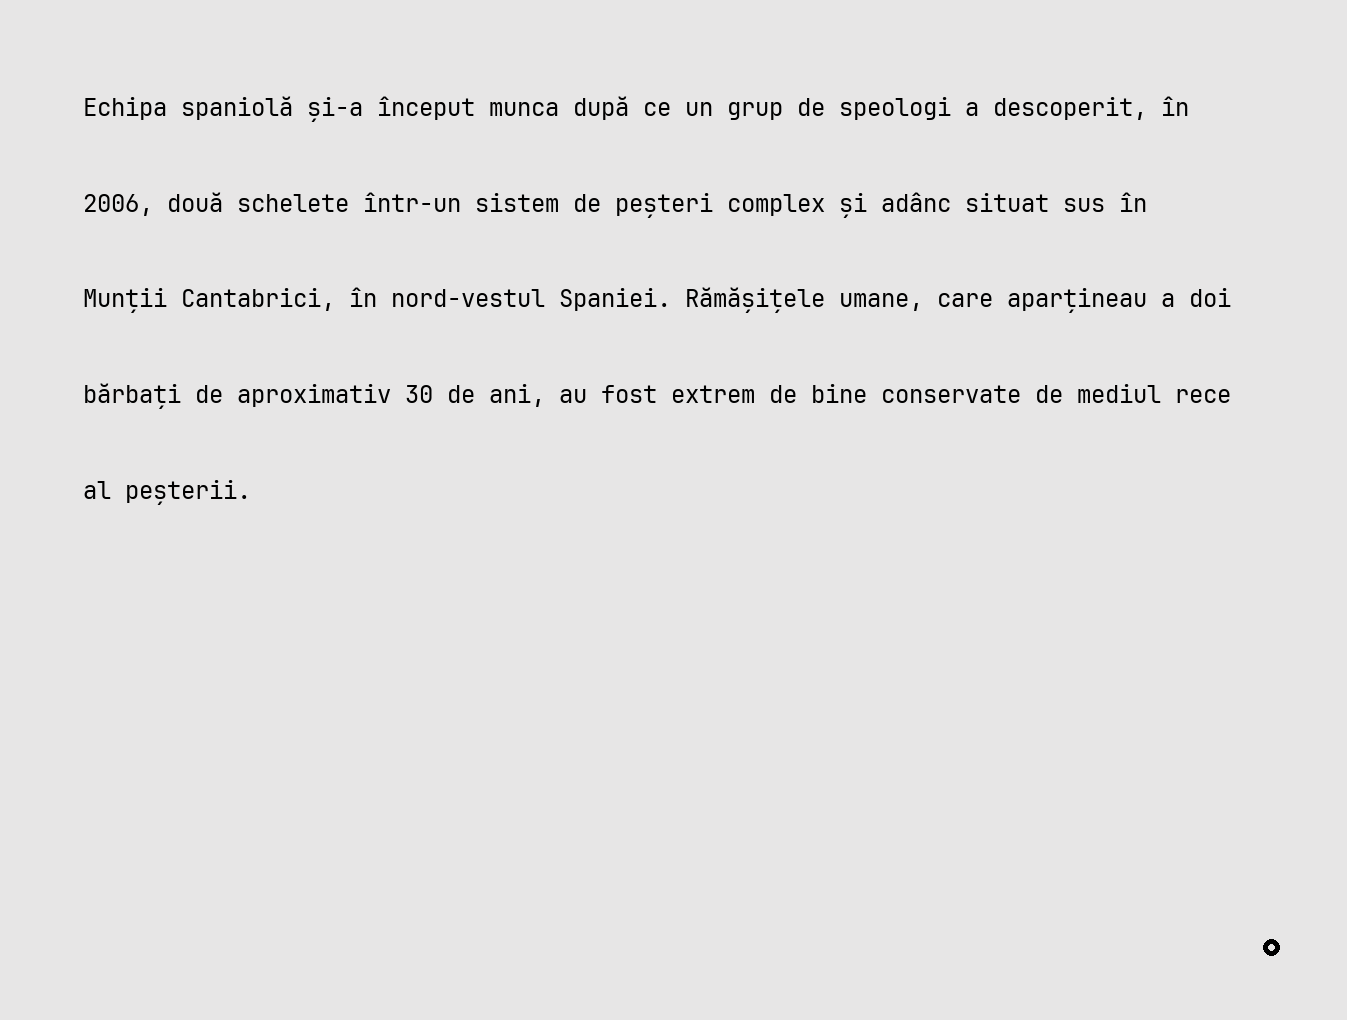 Echipa spaniolă și-a început munca după ce un grup de speologi a descoperit, în
2006, două schelete într-un sistem de peșteri complex și adânc situat sus în
Munții Cantabrici, în nord-vestul Spaniei. Rămășițele umane, care aparțineau a doi
bărbați de aproximativ 30 de ani, au fost extrem de bine conservate de mediul rece
al peșterii.